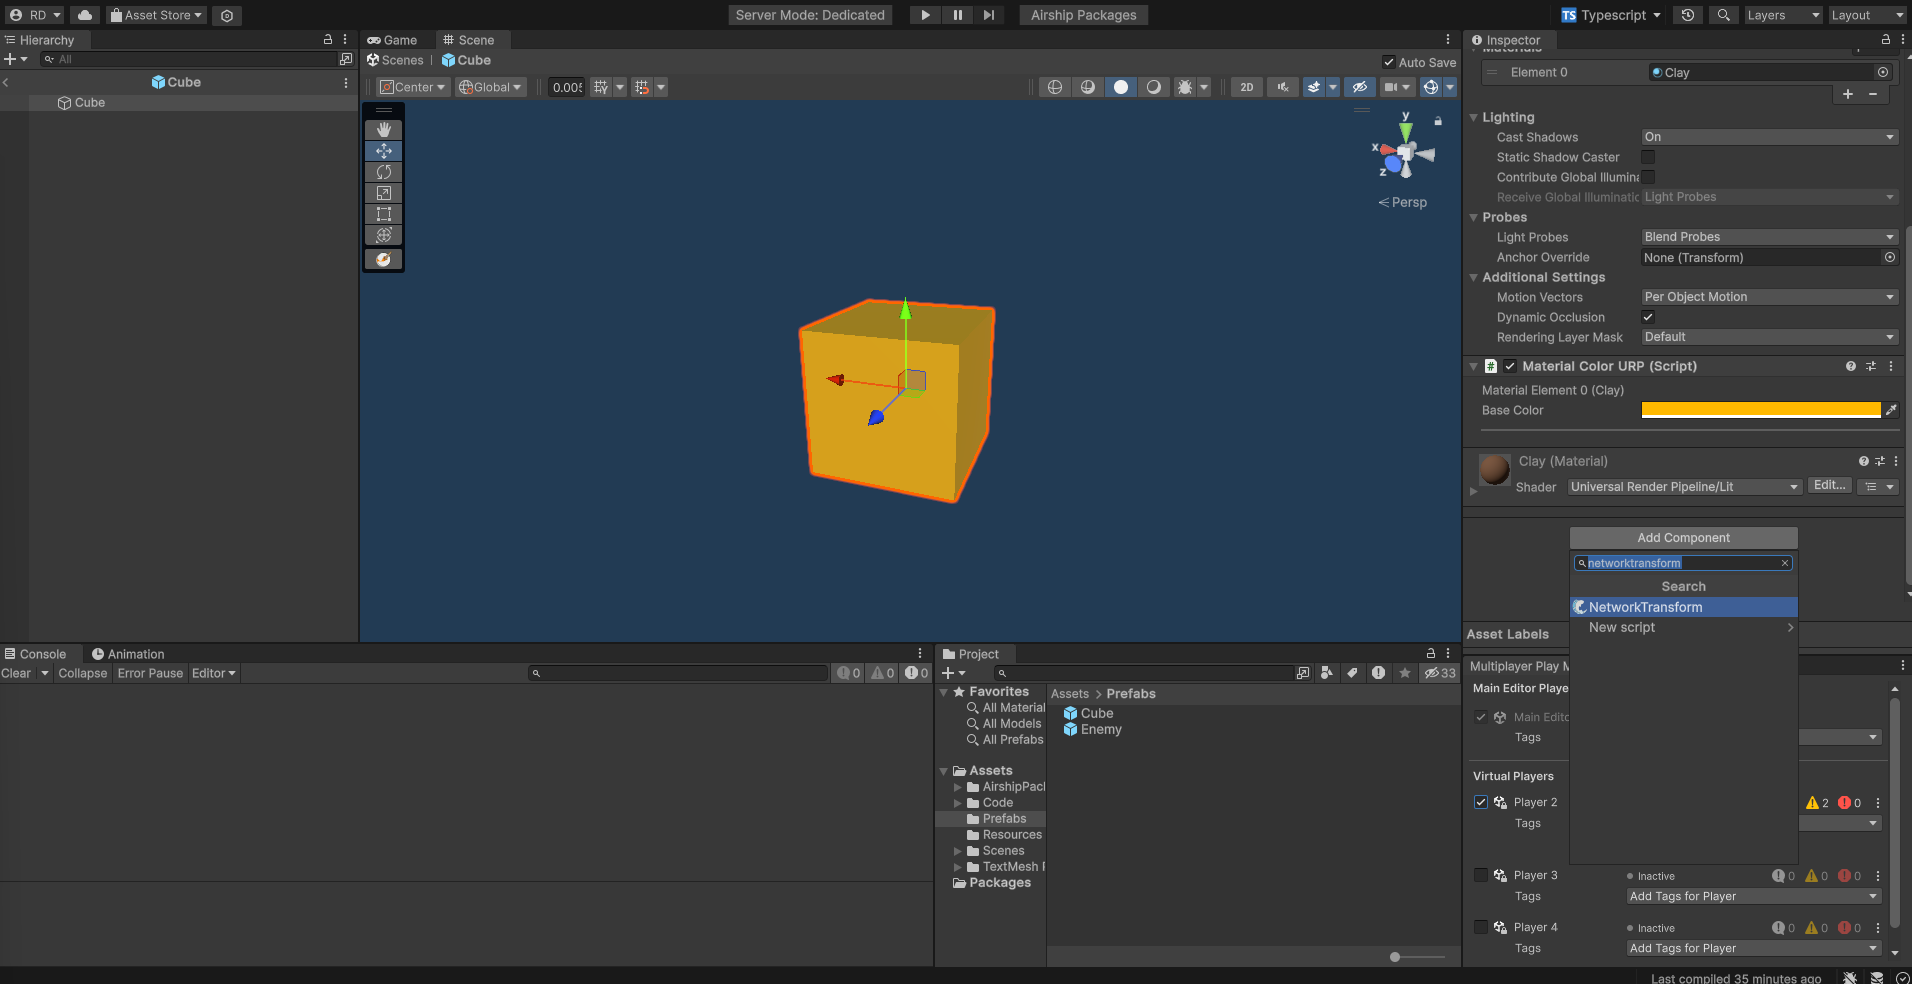 RD
Asset Store
Server Mode: Dedicated
Airship Packages
TS Typescript
Layers
Layout
Hierarchy
All
Cube
Cube
Game
Scene
Scenes
Cube
Auto Save
Center
Global
2D
y
x
z
Persp
Inspector
Materials
Element 0
Clay
Lighting
Cast Shadows
On
Static Shadow Caster
Contribute Global Illumina
Receive Global Illuminatic
Light Probes
Probes
Light Probes
Blend Probes
Anchor Override
None (Transform)
Additional Settings
Motion Vectors
Per Object Motion
Dynamic Occlusion
Rendering Layer Mask
Default
# Material Color URP (Script)
Material Element 0 (Clay)
Base Color
Clay (Material)
Shader
Universal Render Pipeline/Lit
Edit...
Add Component
networktransform
Search
NetworkTransform
New script
Asset Labels
Multiplayer Play M
Main Editor Playe
Main Edito
Tags
Virtual Players
Player 2
2
0
Tags
Player 3
Inactive
0
0
0
Tags
Add Tags for Player
Player 4
Inactive
0
0
0
Tags
Add Tags for Player
Console
Animation
Clear
Collapse
Error Pause
Editor
0
0
0
Project
33
Favorites
All Material
All Models
All Prefabs
Assets
AirshipPacl
Code
Prefabs
Resources
Scenes
TextMesh F
Packages
Assets > Prefabs
Cube
Enemy
Last compiled 35 minutes ago